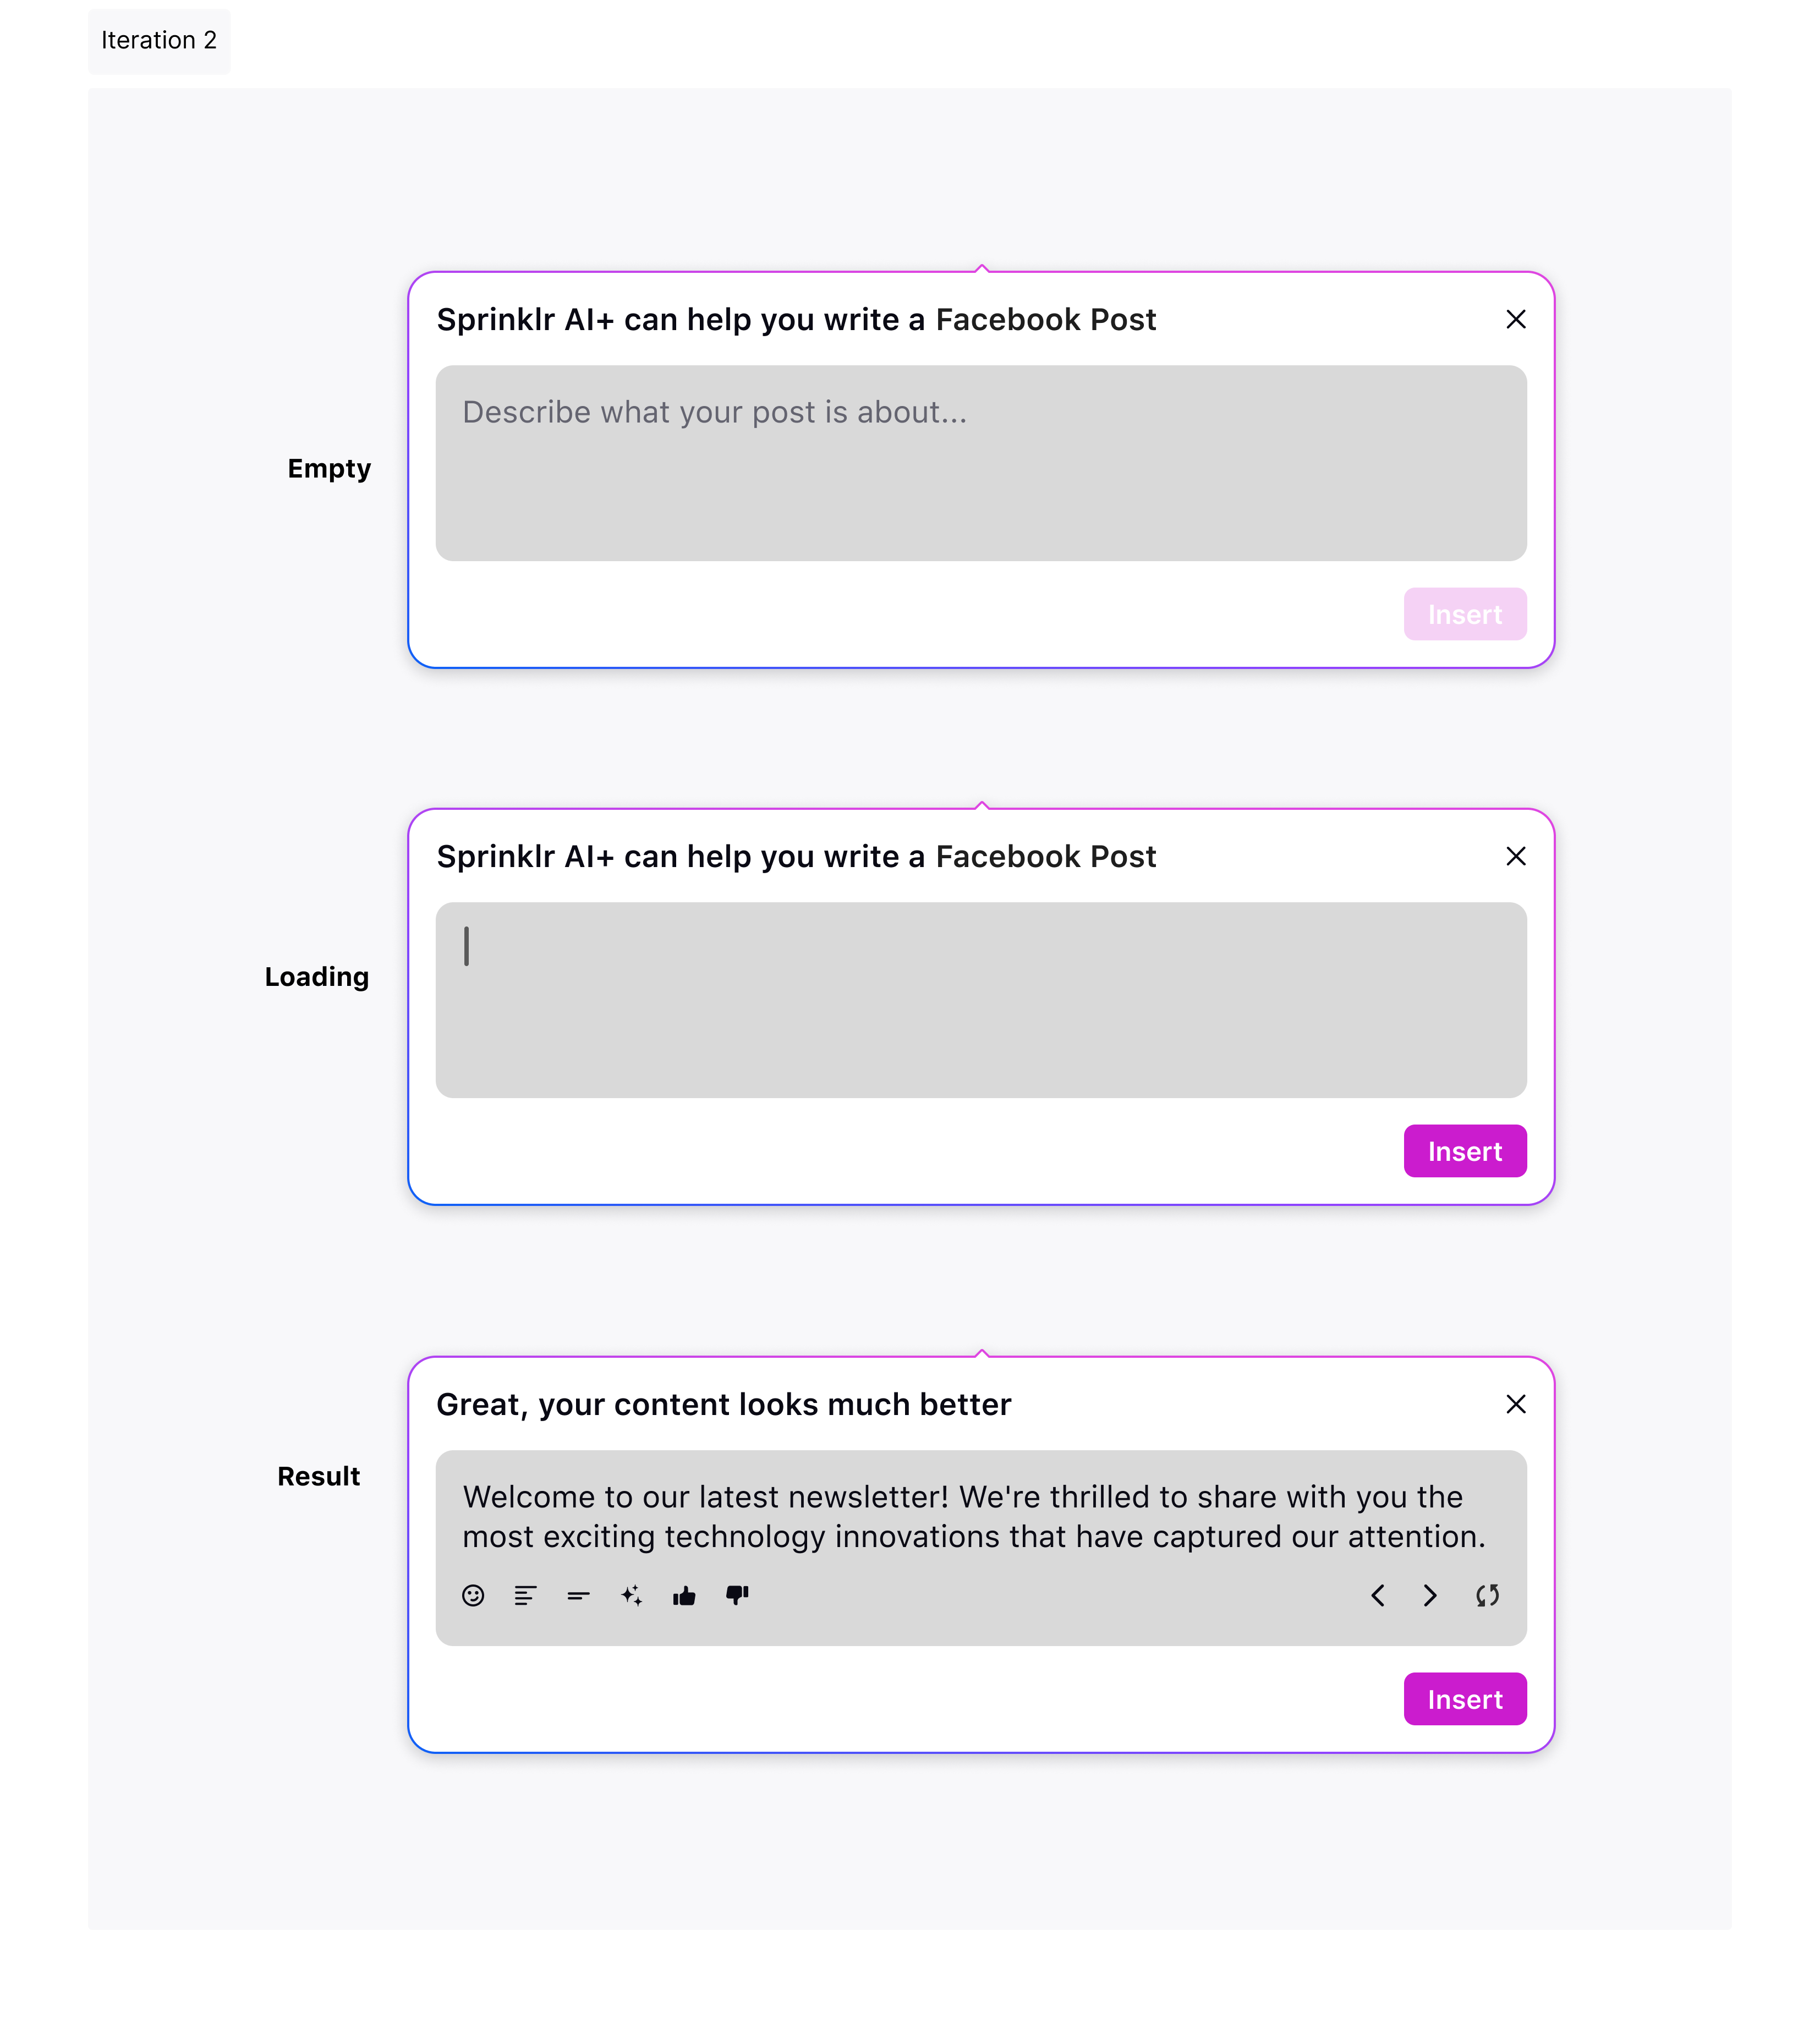 Iteration 2
Sprinklr AI+ can help you write a Facebook Post
Describe what your post is about...
Empty
Insert
Sprinklr AI+ can help you write a Facebook Post
Loading
Insert
Great, your content looks much better
Result
Welcome to our latest newsletter! We're thrilled to share with you the
most exciting technology innovations that have captured our attention.
Insert